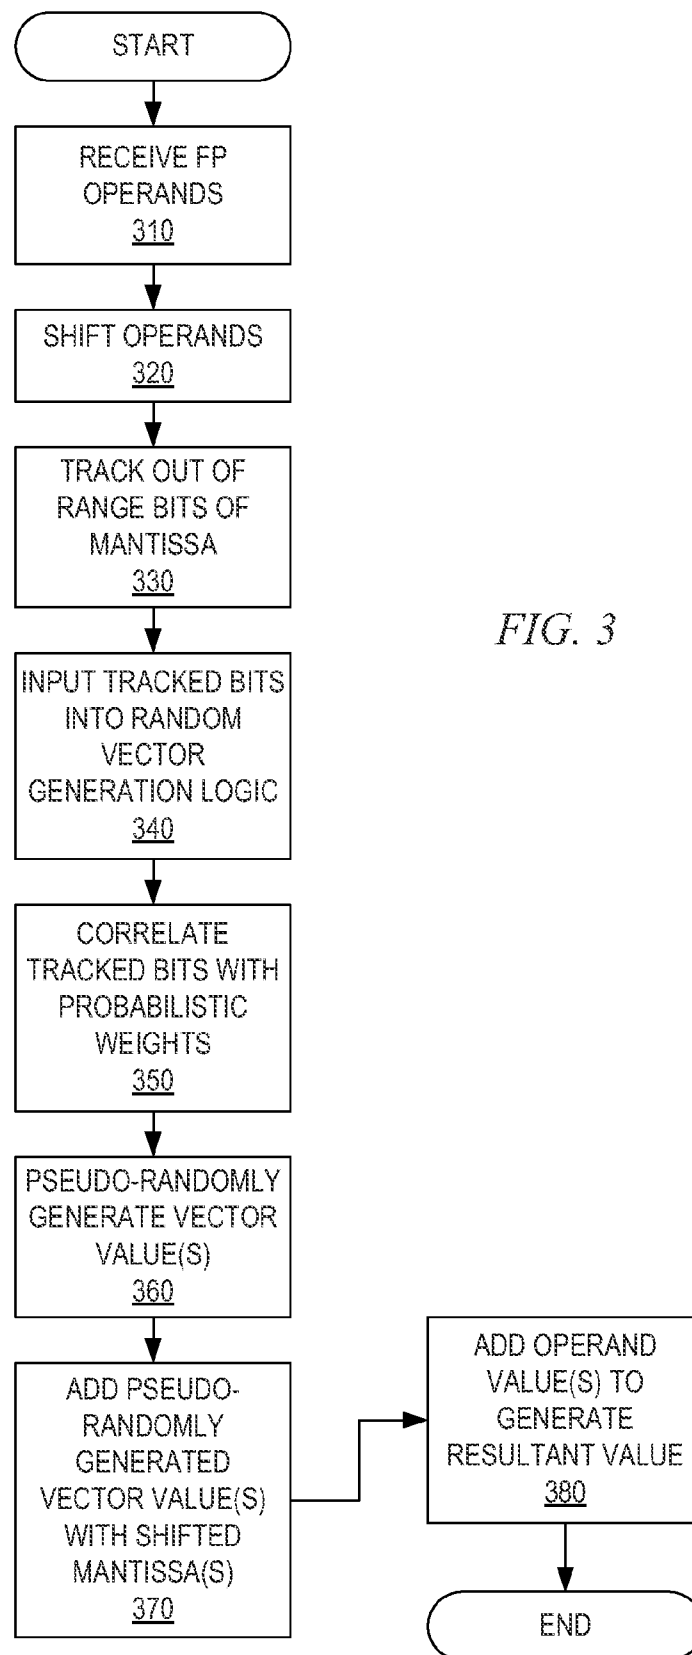 START
RECEIVE FP
OPERANDS
310
SHIFT OPERANDS
320
TRACK OUT OF
RANGE BITS OF
MANTISSA
330
INPUT TRACKED BITS
INTO RANDOM
VECTOR
GENERATION LOGIC
340
CORRELATE
TRACKED BITS WITH
PROBABILISTIC
WEIGHTS
350
PSEUDO-RANDOMLY
GENERATE VECTOR
VALUE(S)
360
ADD PSEUDO-
RANDOMLY
GENERATED
VECTOR VALUE(S)
WITH SHIFTED
MANTISSA(S)
370
ADD OPERAND
VALUE(S) TO
GENERATE
RESULTANT VALUE
380
END
FIG. 3